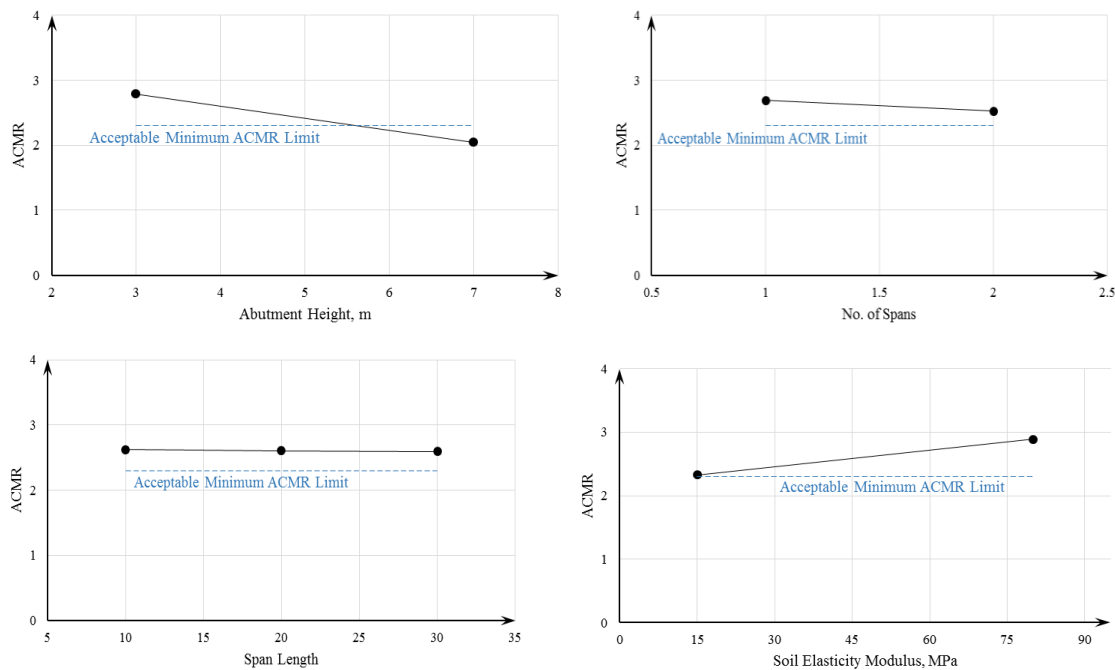 4
3
2
1
0
ACMR
Acceptable Minimum ACMR Limit
2 3 4 5 6 7 8
Abutment Height, m
4
3
2
1
0
ACMR
Acceptable Minimum ACMR Limit
0.5 1 1.5 2 2.5
No. of Spans
4
3
2
1
0
ACMR
Acceptable Minimum ACMR Limit
5 10 15 20 25 30 35
Span Length
4
3
2
1
0
ACMR
Acceptable Minimum ACMR Limit
0 15 30 45 60 75 90
Soil Elasticity Modulus, MPa